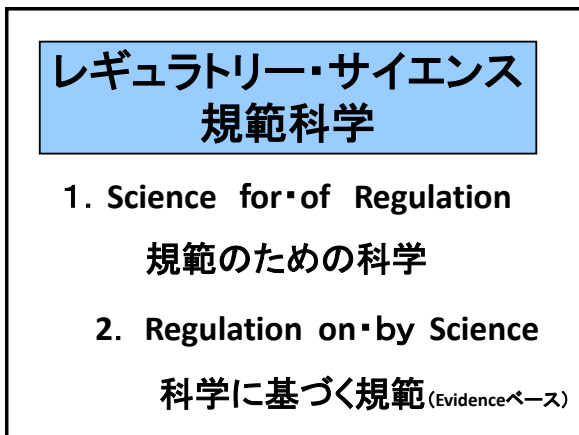 レギュラトリー・サイエンス
規範科学
１. Science for・of Regulation
規範のための科学
2. Regulation on・by Science
科学に基づく規範(Evidenceベース)